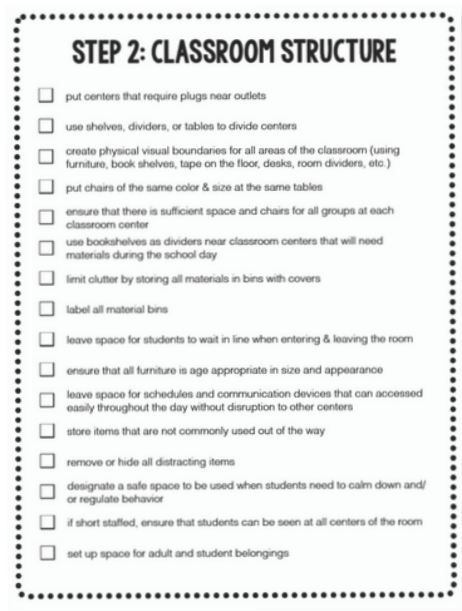 STEP 2: CLASSROOM STRUCTURE
put centers that require plugs near outlets
use shelves, dividers, or tables to divide centers
create physical visual boundaries for all areas of the classroom (using
furniture, book shelves, tape on the floor, desks, room dividers, etc.)
put chairs of the same color & size at the same tables
ensure that there is sufficient space and chairs for all groups at each
classroom center
use bookshelves as dividers near classroom centers that will need
materials during the school day
limit clutter by storing all materials in bins with covers
label all material bins
leave space for students to wait in line when entering & leaving the room
ensure that all furniture is age appropriate in size and appearance
leave space for schedules and communication devices that can accessed
easily throughout the day without disruption to other centers
store items that are not commonly used out of the way
remove or hide all distracting items
designate a safe space to be used when students need to calm down and/
or regulate behavior
if short staffed, ensure that students can be seen at all centers of the room
set up space for adult and student belongings